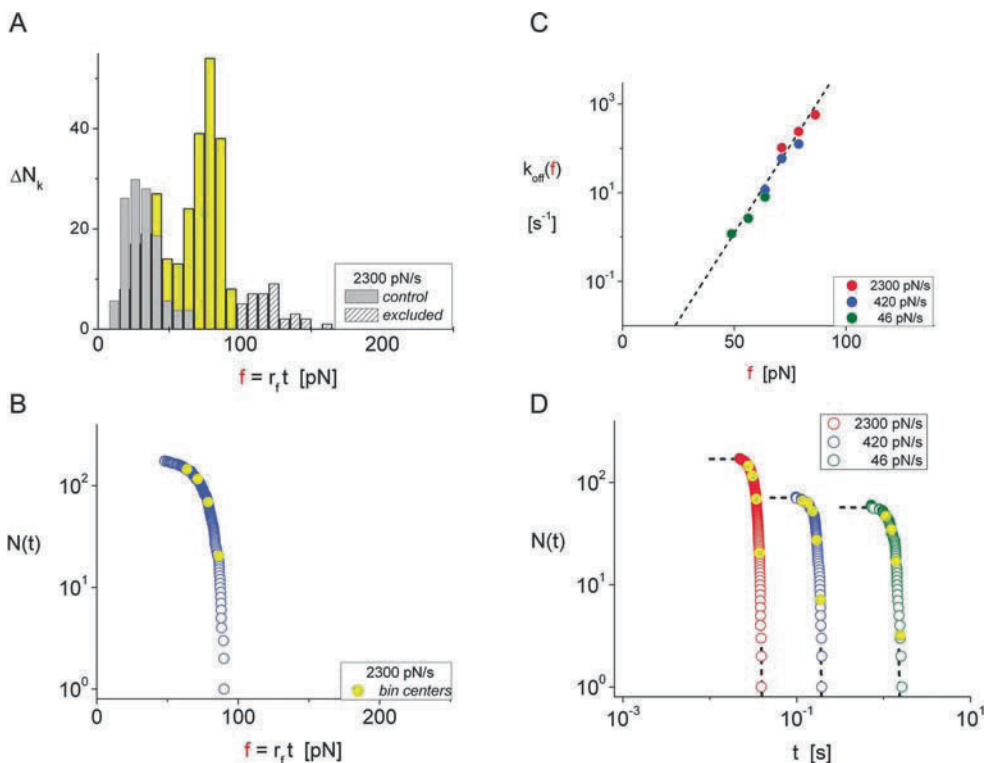 A
ΔN_k
40
20
0
2300 pN/s
control
excluded
0
100
200
f = r_f t [pN]
B
N(t)
10^2
10^1
10^0
2300 pN/s
bin centers
0
100
200
f = r_f t [pN]
C
k_off(f)
[s^-1]
10^3
10^1
10^-1
2300 pN/s
420 pN/s
46 pN/s
0
50
100
f [pN]
D
2300 pN/s
420 pN/s
46 pN/s
N(t)
10^2
10^1
10^0
10^-3
10^-1
10^1
t [s]